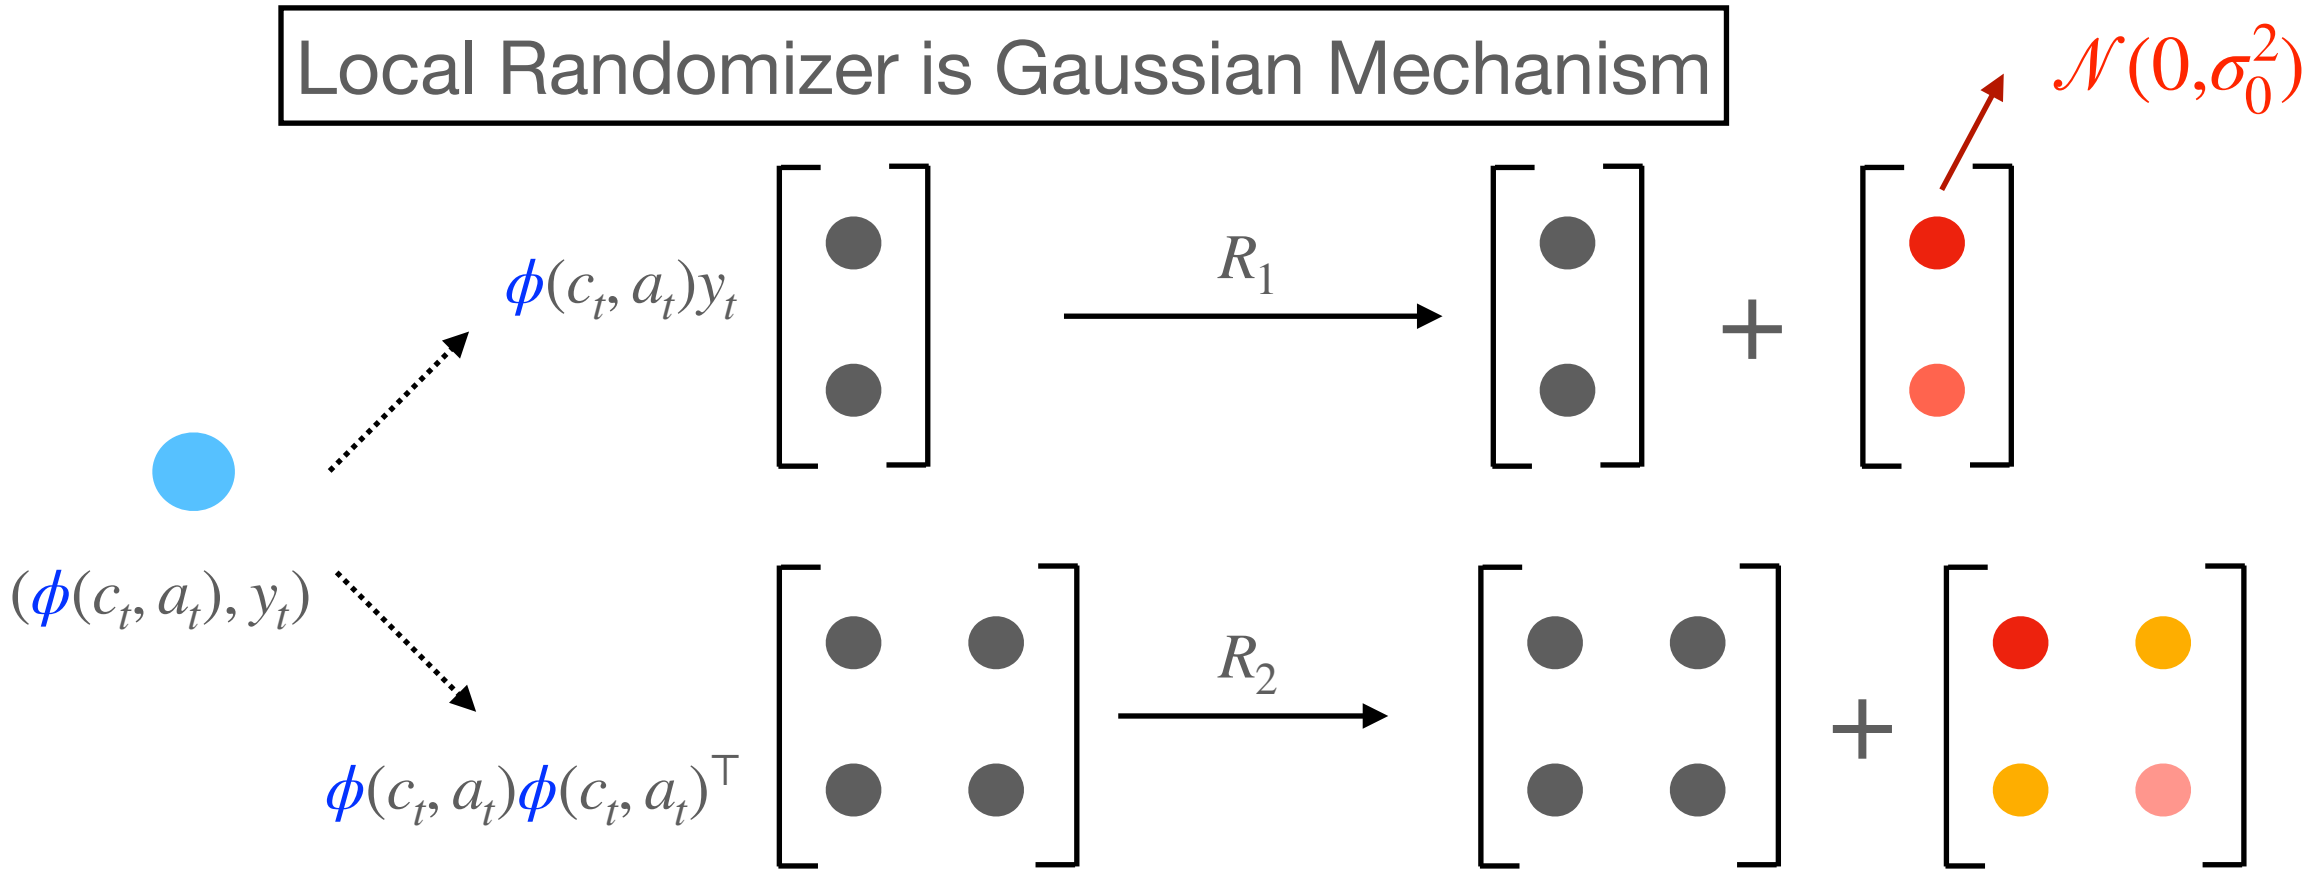 Local Randomizer is Gaussian Mechanism
𝒩(0,σ₀²)
ϕ(cₜ, aₜ)yₜ
R₁
+
(ϕ(cₜ, aₜ), yₜ)
R₂
+
ϕ(cₜ, aₜ)ϕ(cₜ, aₜ)ᵀ